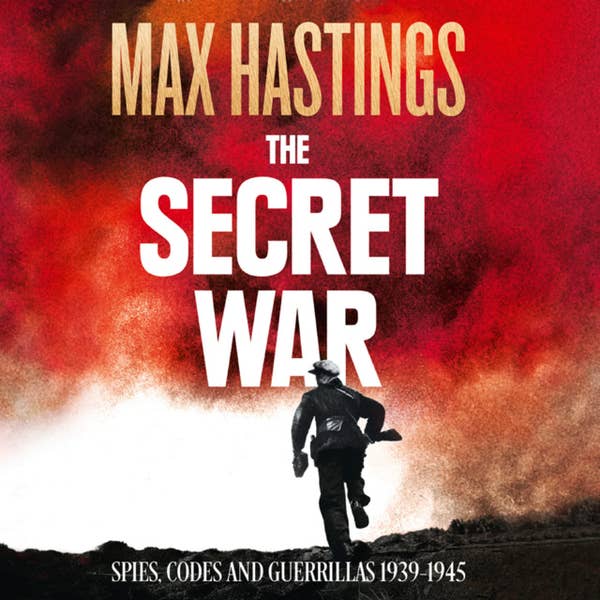 MAX HASTINGS
THE
SECRET
WAR
SPIES, CODES AND GUERRILLAS 1939-1945